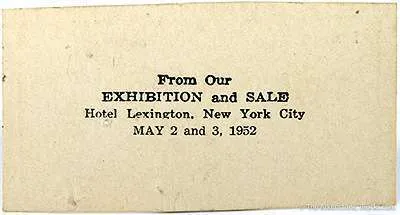 From Our
EXHIBITION and SALE
Hotel Lexington, New York City
MAY 2 and 3, 1952